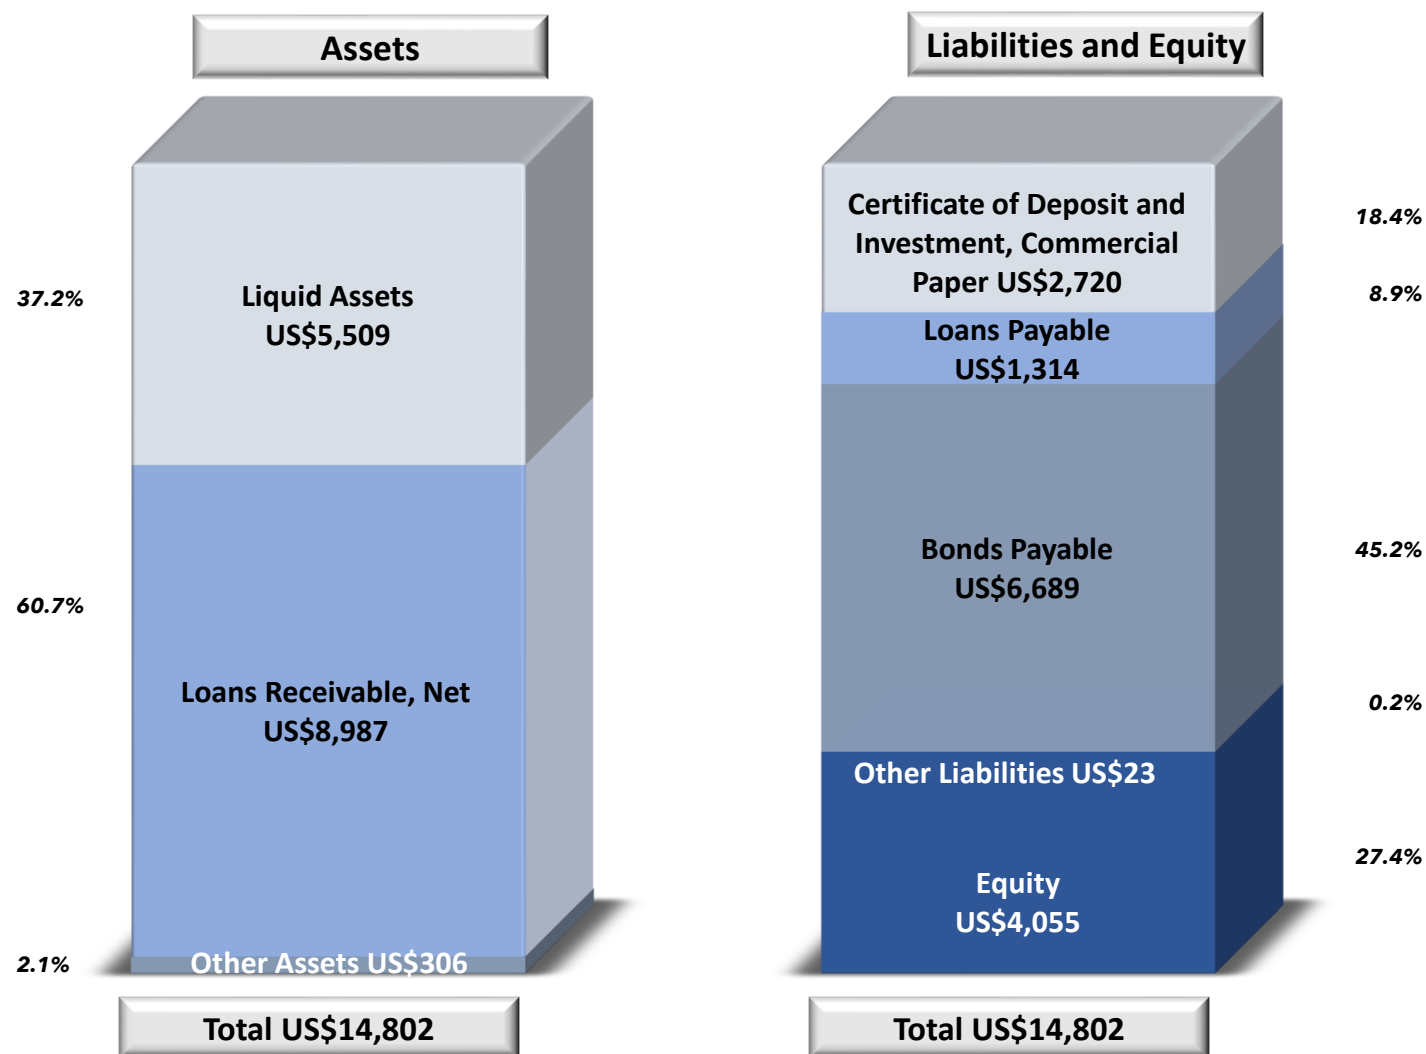 Assets
37.2%
Liquid Assets
US$5,509
60.7%
Loans Receivable, Net
US$8,987
2.1%
Other Assets US$306
Total US$14,802
Liabilities and Equity
Certificate of Deposit and
Investment, Commercial
Paper US$2,720
18.4%
Loans Payable
US$1,314
8.9%
Bonds Payable
US$6,689
45.2%
Other Liabilities US$23
0.2%
Equity
US$4,055
27.4%
Total US$14,802